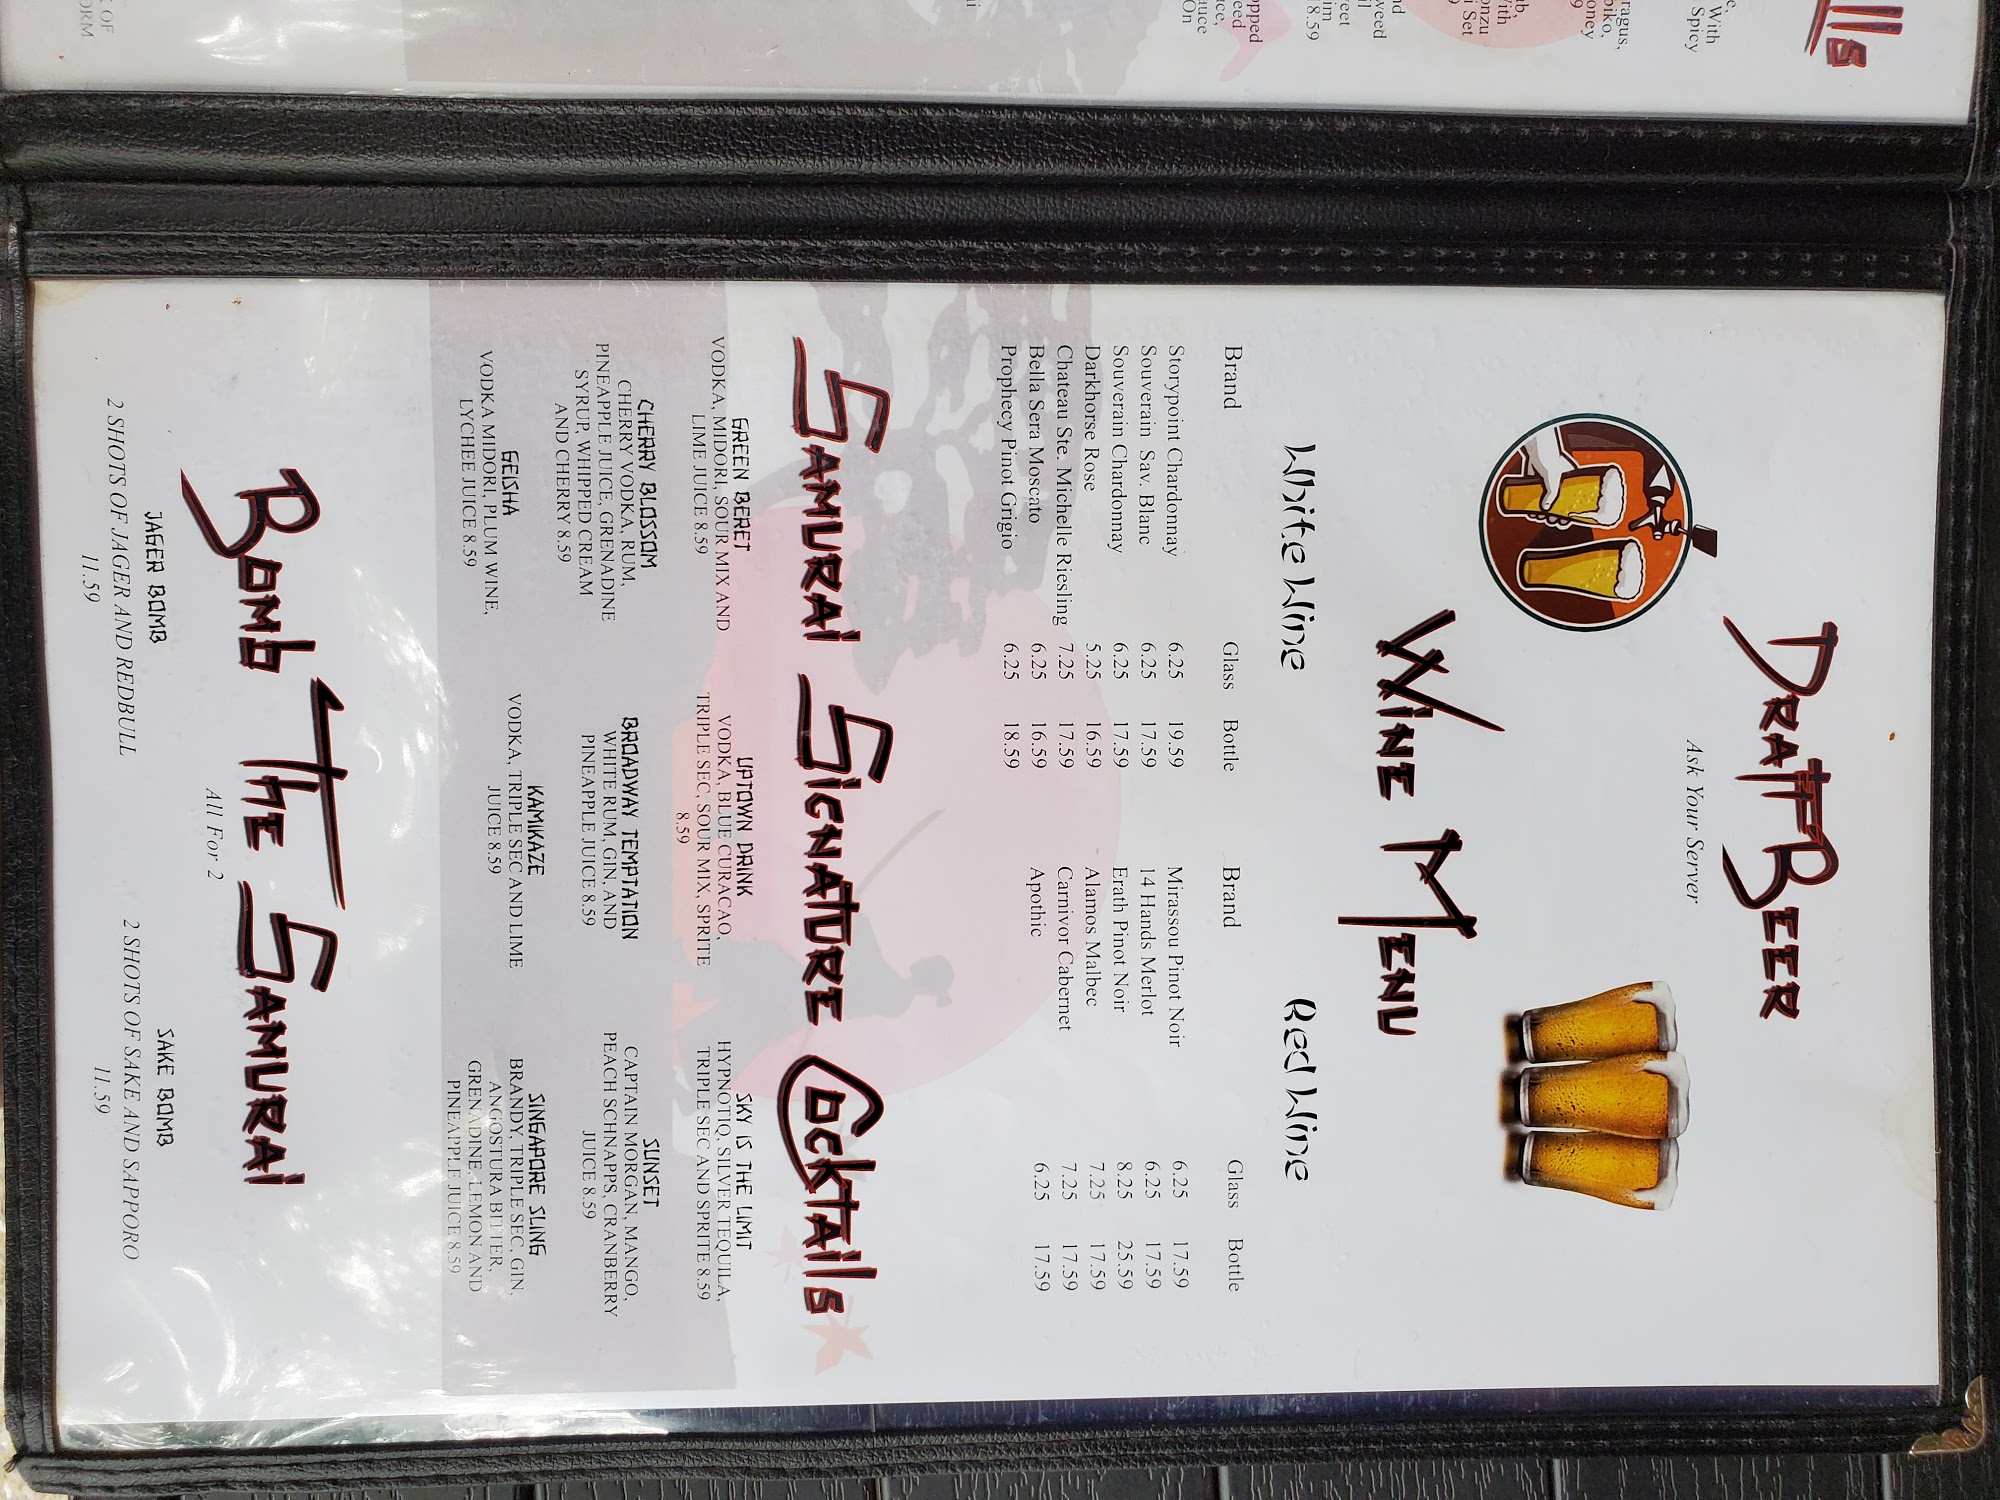 Draft Beer
Ask Your Server
Wine Menu
White Wine
Brand Glass Bottle
Storypoint Chardonnay 6.25 19.59
Souverain Sav. Blanc 6.25 17.59
Souverain Chardonnay 6.25 17.59
Darkhorse Rose 5.25 16.59
Chateau Ste. Michelle Riesling 7.25 17.59
Bella Sera Moscato 6.25 16.59
Prophecy Pinot Grigio 6.25 18.59
Red Wine
Brand Glass Bottle
Mirassou Pinot Noir 6.25 17.59
14 Hands Merlot 6.25 17.59
Erath Pinot Noir 8.25 25.59
Alamos Malbec 7.25 17.59
Carnivor Cabernet 7.25 17.59
Apothic 6.25 17.59
Samurai Signature Cocktails
GREEN BERET
VODKA, MIDORI, SOUR MIX AND
LIME JUICE 8.59
UPTOWN DRINK
VODKA, BLUE CURACAO,
TRIPLE SEC, SOUR MIX, SPRITE
8.59
SKY IS THE LIMIT
HYPNOTIQ, SILVER TEQUILA,
TRIPLE SEC AND SPRITE 8.59
CHERRY BLOSSOM
CHERRY VODKA, RUM,
PINEAPPLE JUICE, GRENADINE
SYRUP, WHIPPED CREAM
AND CHERRY 8.59
BROADWAY TEMPTATION
WHITE RUM, GIN, AND
PINEAPPLE JUICE 8.59
SUNSET
CAPTAIN MORGAN, MANGO,
PEACH SCHNAPPS, CRANBERRY
JUICE 8.59
GEISHA
VODKA MIDORI, PLUM WINE,
LYCHEE JUICE 8.59
KAMIKAZE
VODKA, TRIPLE SEC AND LIME
JUICE 8.59
SINGAPORE SLING
BRANDY, TRIPLE SEC, GIN,
ANGOSTURA BITTER,
GRENADINE, LEMON AND
PINEAPPLE JUICE 8.59
Bomb The Samurai
All For 2
JAGER BOMB
2 SHOTS OF JAGER AND REDBULL
11.59
SAKE BOMB
2 SHOTS OF SAKE AND SAPPORO
11.59